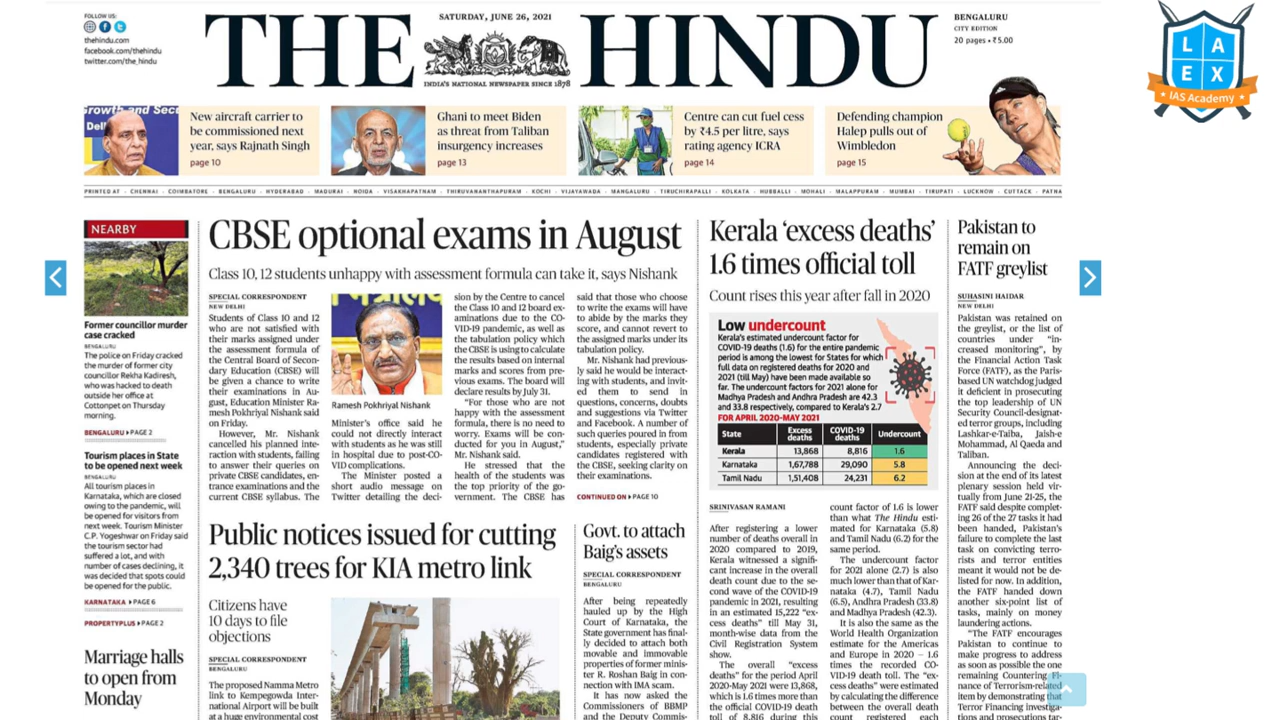 FOLLOW US:
thehindu.com
facebook.com/thehindu
twitter.com/the_hindu
THE HINDU
SATURDAY, JUNE 26, 2021
INDIA'S NATIONAL NEWSPAPER SINCE 1878
BENGALURU
CITY EDITION
20 pages • ₹5.00
LAEX
IAS Academy
Growth and Secu
Del
New aircraft carrier to
be commissioned next
year, says Rajnath Singh
page 10
Ghani to meet Biden
as threat from Taliban
insurgency increases
page 13
Centre can cut fuel cess
by ₹4.5 per litre, says
rating agency ICRA
page 14
Defending champion
Halep pulls out of
Wimbledon
page 15
PRINTED AT • CHENNAI • COIMBATORE • BENGALURU • HYDERABAD • MADURAI • NOIDA • VISAKHAPATNAM • THIRUVANANTHAPURAM • KOCHI • VIJAYAWADA • MANGALURU • TIRUCHIRAPALLI • KOLKATA • HUBBALLI • MOHALI • MALAPPURAM • MUMBAI • TIRUPATI • LUCKNOW • CUTTACK • PATNA
NEARBY
Former councillor murder
case cracked
BENGALURU
The police on Friday cracked
the murder of former city
councillor Rekha Kadiresh,
who was hacked to death
outside her office at
Cottonpet on Thursday
morning.
BENGALURU ▸ PAGE 2
Tourism places in State
to be opened next week
BENGALURU
All tourism places in
Karnataka, which are closed
owing to the pandemic, will
be opened for visitors from
next week. Tourism Minister
C.P. Yogeshwar on Friday said
the tourism sector had
suffered a lot, and with
number of cases declining, it
was decided that spots could
be opened for the public.
KARNATAKA ▸ PAGE 6
PROPERTYPLUS ▸ PAGE 2
Marriage halls
to open from
Monday
CBSE optional exams in August
Class 10, 12 students unhappy with assessment formula can take it, says Nishank
SPECIAL CORRESPONDENT
NEW DELHI
Students of Class 10 and 12
who are not satisfied with
their marks assigned under
the assessment formula of
the Central Board of Secon-
dary Education (CBSE) will
be given a chance to write
their examinations in Au-
gust, Education Minister Ra-
mesh Pokhriyal Nishank said
on Friday.
However, Mr. Nishank
cancelled his planned inte-
raction with students, failing
to answer their queries on
private CBSE candidates, en-
trance examinations and the
current CBSE syllabus. The
Ramesh Pokhriyal Nishank
Minister's office said he
could not directly interact
with students as he was still
in hospital due to post-CO-
VID complications.
The Minister posted a
short audio message on
Twitter detailing the deci-
sion by the Centre to cancel
the Class 10 and 12 board ex-
aminations due to the CO-
VID-19 pandemic, as well as
the tabulation policy which
the CBSE is using to calculate
the results based on internal
marks and scores from pre-
vious exams. The board will
declare results by July 31.
"For those who are not
happy with the assessment
formula, there is no need to
worry. Exams will be con-
ducted for you in August,"
Mr. Nishank said.
He stressed that the
health of the students was
the top priority of the go-
vernment. The CBSE has
said that those who choose
to write the exams will have
to abide by the marks they
score, and cannot revert to
the assigned marks under its
tabulation policy.
Mr. Nishank had previous-
ly said he would be interact-
ing with students, and invit-
ed them to send in
questions, concerns, doubts
and suggestions via Twitter
and Facebook. A number of
such queries poured in from
students, especially private
candidates registered with
the CBSE, seeking clarity on
their examinations.
CONTINUED ON ▸ PAGE 10
Public notices issued for cutting
2,340 trees for KIA metro link
Citizens have
10 days to file
objections
SPECIAL CORRESPONDENT
BENGALURU
The proposed Namma Metro
link to Kempegowda Inter-
national Airport will be built
at a huge environmental cost
Govt. to attach
Baig's assets
SPECIAL CORRESPONDENT
BENGALURU
After being repeatedly
hauled up by the High
Court of Karnataka, the
State government has final-
ly decided to attach both
movable and immovable
properties of former minis-
ter R. Roshan Baig in con-
nection with IMA scam.
It has now asked the
Commissioners of BBMP
and the Deputy Commis-
Kerala 'excess deaths'
1.6 times official toll
Count rises this year after fall in 2020
Low undercount
Kerala's estimated undercount factor for
COVID-19 deaths (1.6) for the entire pandemic
period is among the lowest for States for which
full data on registered deaths for 2020 and
2021 (till May) have been made available so
far. The undercount factors for 2021 alone for
Madhya Pradesh and Andhra Pradesh are 42.3
and 33.8 respectively, compared to Kerala's 2.7
FOR APRIL 2020-MAY 2021
State Excess deaths COVID-19 deaths Undercount
Kerala 13,868 8,816 1.6
Karnataka 1,67,788 29,090 5.8
Tamil Nadu 1,51,408 24,231 6.2
SRINIVASAN RAMANI
After registering a lower
number of deaths overall in
2020 compared to 2019,
Kerala witnessed a signifi-
cant increase in the overall
death count due to the se-
cond wave of the COVID-19
pandemic in 2021, resulting
in an estimated 15,222 "ex-
cess deaths" till May 31,
month-wise data from the
Civil Registration System
show.
The overall "excess
deaths" for the period April
2020-May 2021 were 13,868,
which is 1.6 times more than
the official COVID-19 death
toll of 8,816 during this
count factor of 1.6 is lower
than what The Hindu esti-
mated for Karnataka (5.8)
and Tamil Nadu (6.2) for the
same period.
The undercount factor
for 2021 alone (2.7) is also
much lower than that of Kar-
nataka (4.7), Tamil Nadu
(6.5), Andhra Pradesh (33.8)
and Madhya Pradesh (42.3).
It is also the same as the
World Health Organization
estimate for the Americas
and Europe in 2020 – 1.6
times the recorded CO-
VID-19 death toll. The "ex-
cess deaths" were estimated
by calculating the difference
between the overall death
count registered each
Pakistan to
remain on
FATF greylist
SUHASINI HAIDAR
NEW DELHI
Pakistan was retained on
the greylist, or the list of
countries under "in-
creased monitoring", by
the Financial Action Task
Force (FATF), as the Paris-
based UN watchdog judged
it deficient in prosecuting
the top leadership of UN
Security Council-designat-
ed terror groups, including
Lashkar-e-Taiba, Jaish-e
Mohammad, Al Qaeda and
Taliban.
Announcing the deci-
sion at the end of its latest
plenary session held vir-
tually from June 21-25, the
FATF said despite complet-
ing 26 of the 27 tasks it had
been handed, Pakistan's
failure to complete the last
task on convicting terro-
rists and terror entities
meant it would not be de-
listed for now. In addition,
the FATF handed down
another six-point list of
tasks, mainly on money
laundering actions.
"The FATF encourages
Pakistan to continue to
make progress to address
as soon as possible the one
remaining Countering Fi-
nance of Terrorism-related
item by demonstrating that
Terror Financing investiga-
tions and prosecutions tar-